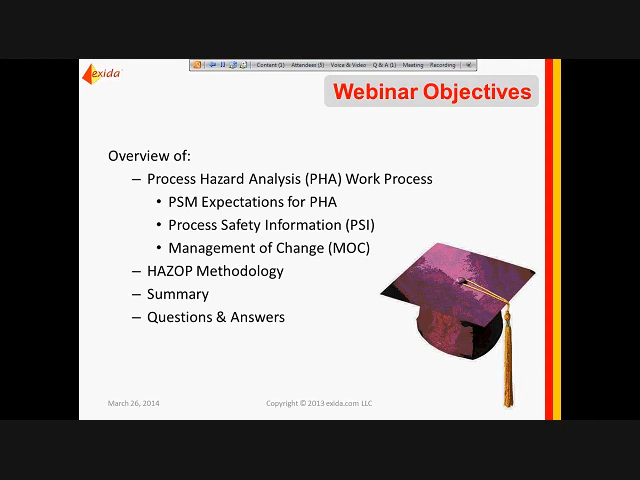 exida
Content (1) Attendees (5) Voice & Video Q & A (1) Meeting Recording
Webinar Objectives
Overview of:
– Process Hazard Analysis (PHA) Work Process
• PSM Expectations for PHA
• Process Safety Information (PSI)
• Management of Change (MOC)
– HAZOP Methodology
– Summary
– Questions & Answers
March 26, 2014
Copyright © 2013 exida.com LLC